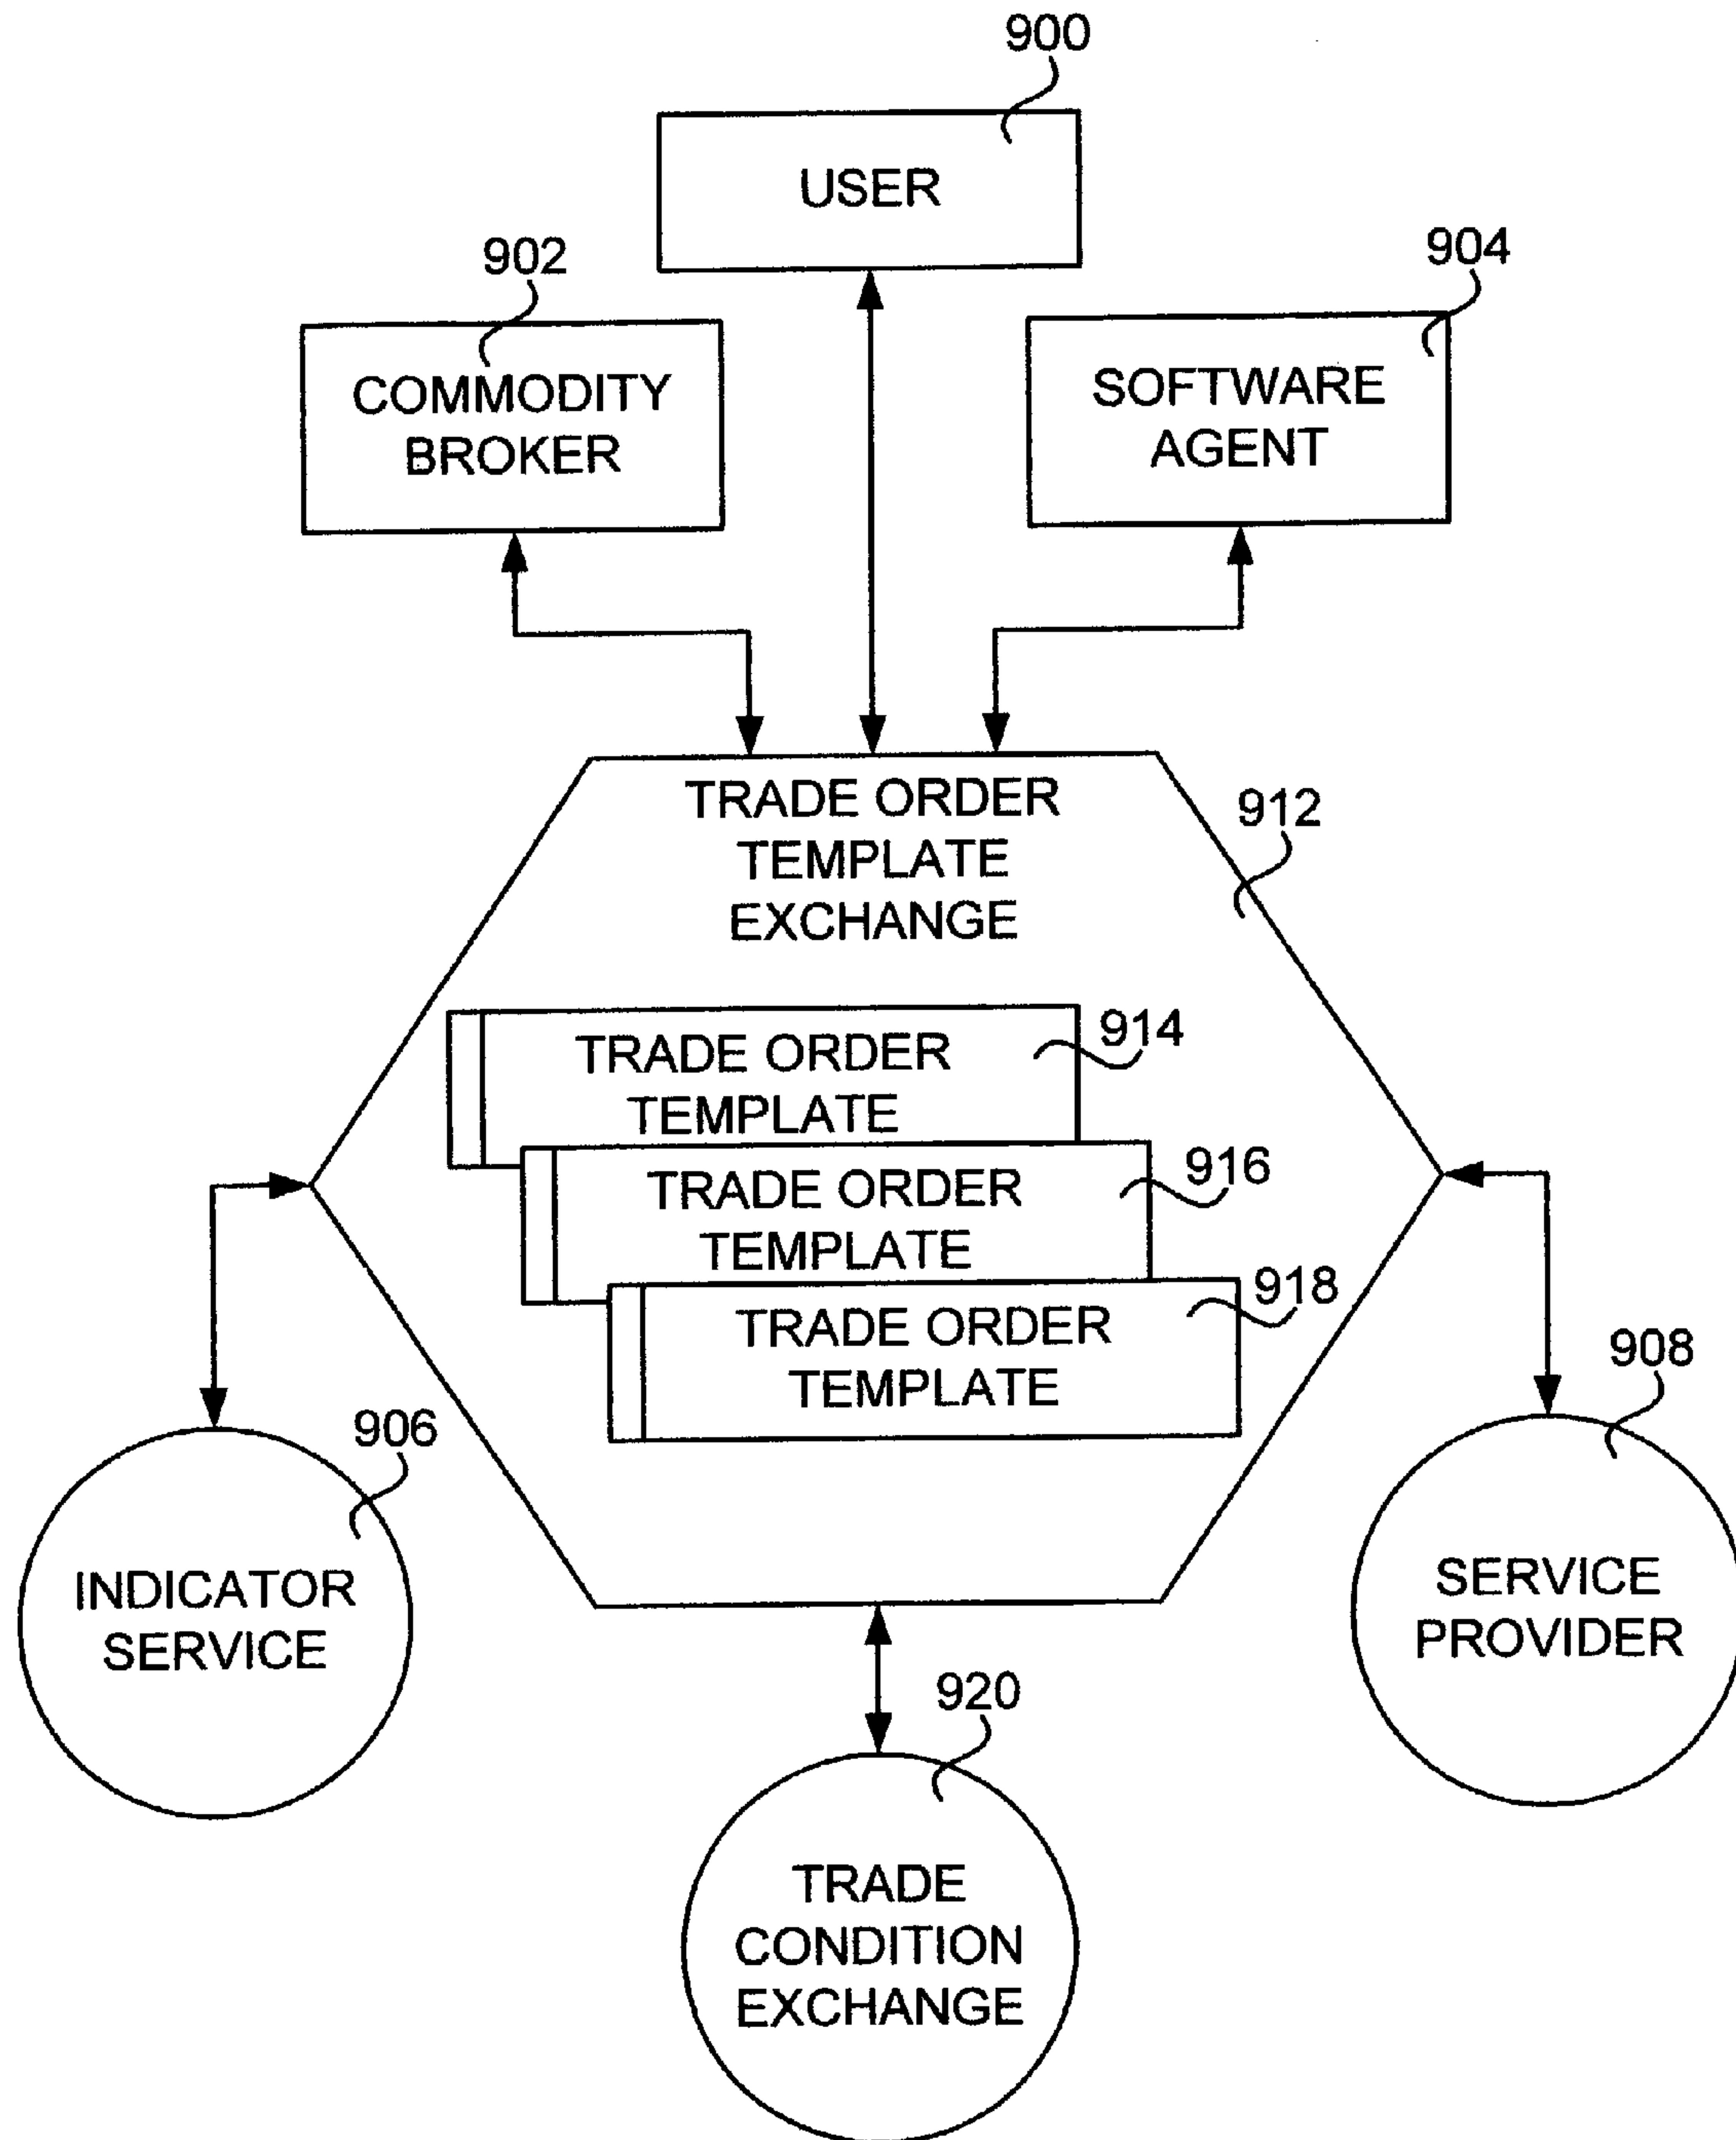 900
USER
902
904
COMMODITY
BROKER
SOFTWARE
AGENT
TRADE ORDER
TEMPLATE
EXCHANGE
912
TRADE ORDER
TEMPLATE
914
TRADE ORDER
TEMPLATE
916
TRADE ORDER
TEMPLATE
918
906
INDICATOR
SERVICE
908
SERVICE
PROVIDER
920
TRADE
CONDITION
EXCHANGE